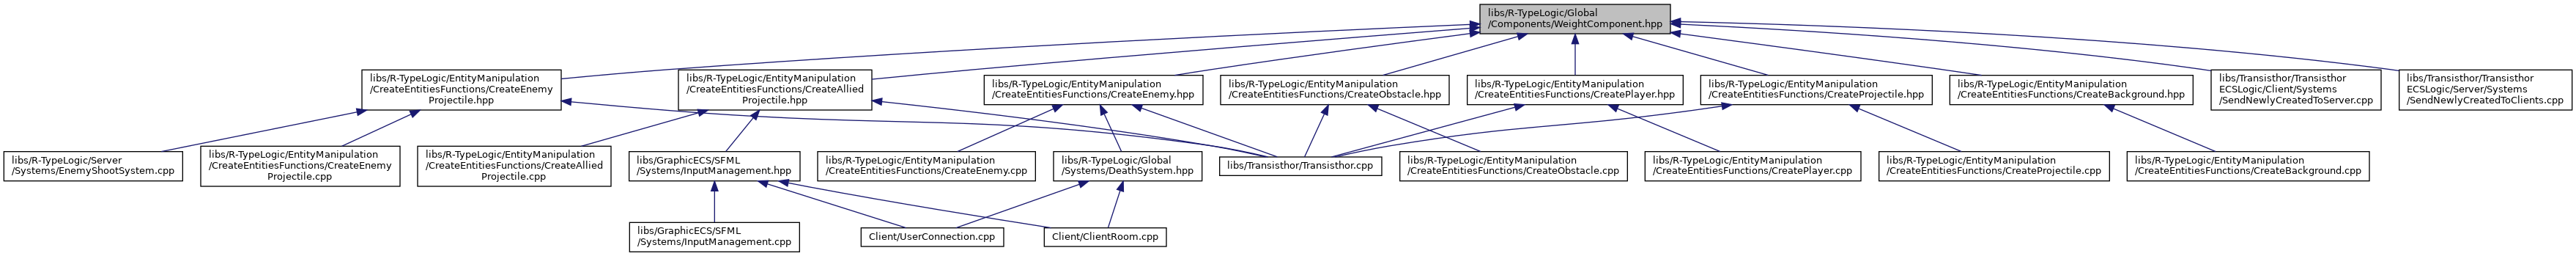 libs/R-TypeLogic/Global
/Components/WeightComponent.hpp
libs/R-TypeLogic/EntityManipulation
/CreateEntitiesFunctions/CreateEnemy
Projectile.hpp
libs/R-TypeLogic/EntityManipulation
/CreateEntitiesFunctions/CreateAllied
Projectile.hpp
libs/R-TypeLogic/EntityManipulation
/CreateEntitiesFunctions/CreateEnemy.hpp
libs/R-TypeLogic/EntityManipulation
/CreateEntitiesFunctions/CreateObstacle.hpp
libs/R-TypeLogic/EntityManipulation
/CreateEntitiesFunctions/CreatePlayer.hpp
libs/R-TypeLogic/EntityManipulation
/CreateEntitiesFunctions/CreateProjectile.hpp
libs/R-TypeLogic/EntityManipulation
/CreateEntitiesFunctions/CreateBackground.hpp
libs/Transisthor/Transisthor
ECSLogic/Client/Systems
/SendNewlyCreatedToServer.cpp
libs/Transisthor/Transisthor
ECSLogic/Server/Systems
/SendNewlyCreatedToClients.cpp
libs/R-TypeLogic/Server
/Systems/EnemyShootSystem.cpp
libs/R-TypeLogic/EntityManipulation
/CreateEntitiesFunctions/CreateEnemy
Projectile.cpp
libs/R-TypeLogic/EntityManipulation
/CreateEntitiesFunctions/CreateAllied
Projectile.cpp
libs/GraphicECS/SFML
/Systems/InputManagement.hpp
libs/R-TypeLogic/EntityManipulation
/CreateEntitiesFunctions/CreateEnemy.cpp
libs/R-TypeLogic/Global
/Systems/DeathSystem.hpp
libs/Transisthor/Transisthor.cpp
libs/R-TypeLogic/EntityManipulation
/CreateEntitiesFunctions/CreateObstacle.cpp
libs/R-TypeLogic/EntityManipulation
/CreateEntitiesFunctions/CreatePlayer.cpp
libs/R-TypeLogic/EntityManipulation
/CreateEntitiesFunctions/CreateProjectile.cpp
libs/R-TypeLogic/EntityManipulation
/CreateEntitiesFunctions/CreateBackground.cpp
libs/GraphicECS/SFML
/Systems/InputManagement.cpp
Client/UserConnection.cpp
Client/ClientRoom.cpp